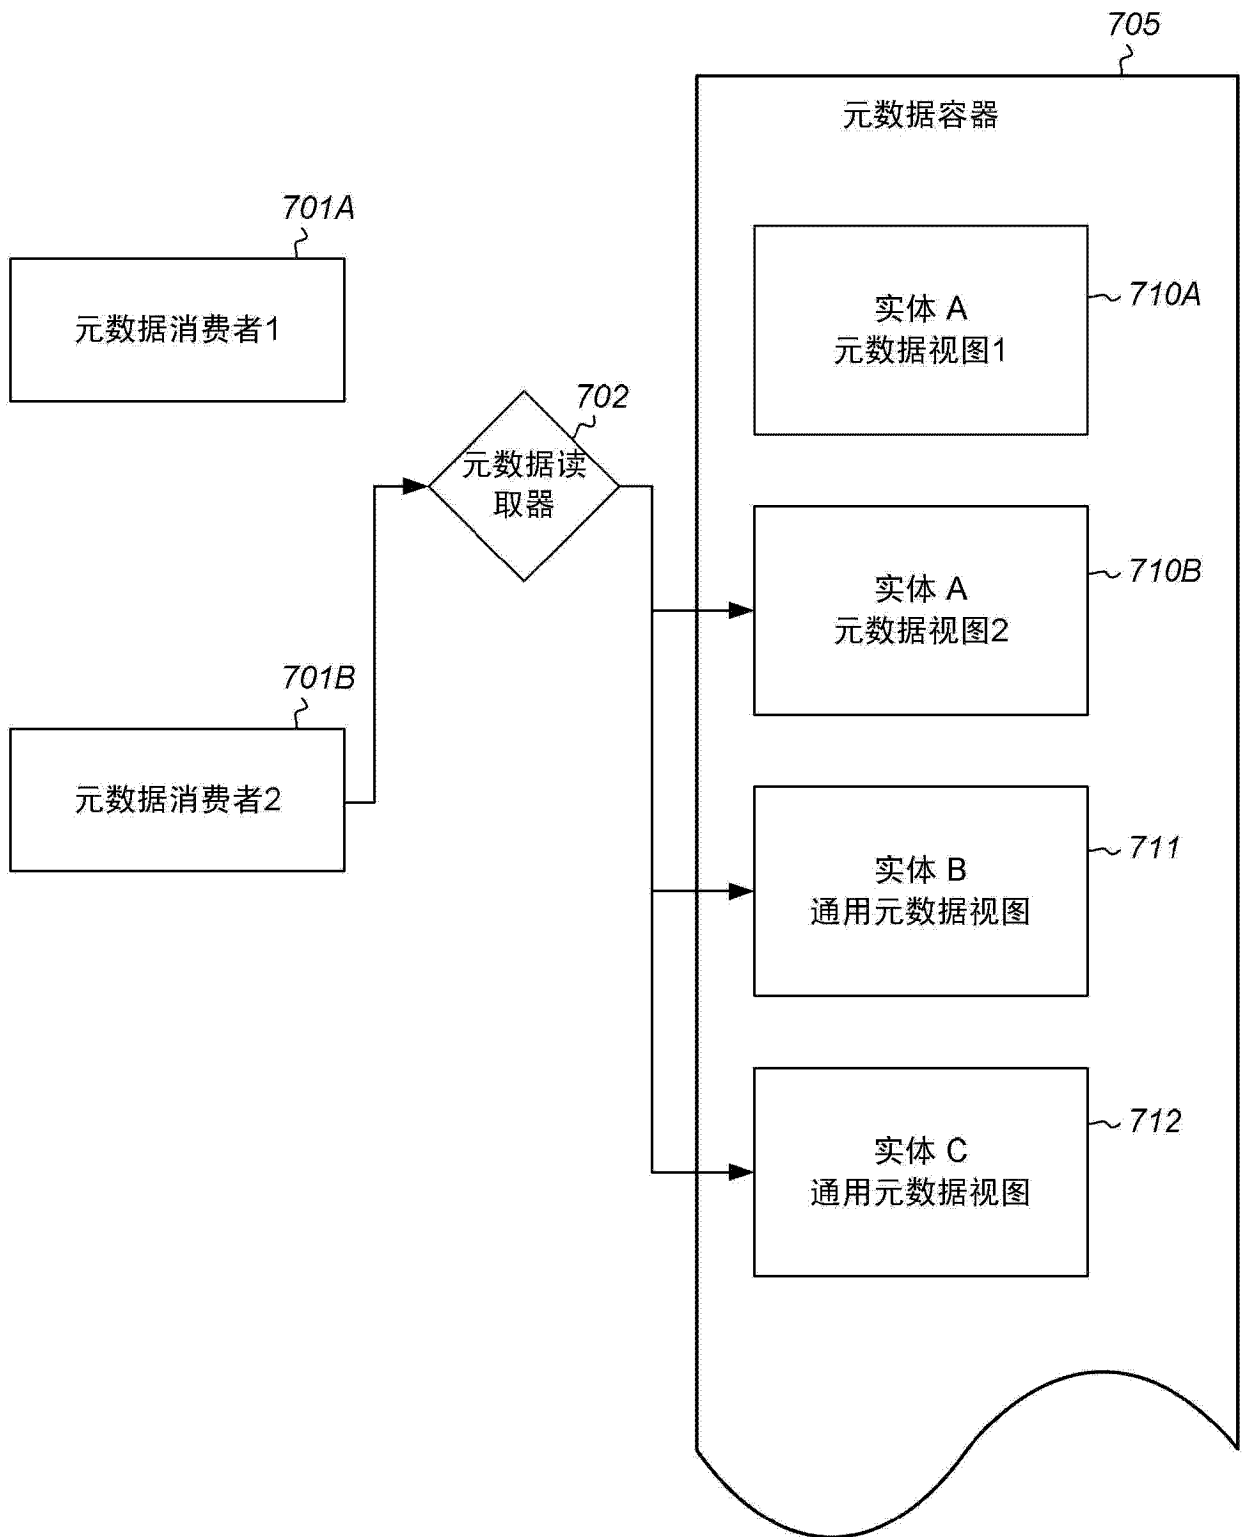 705
元数据容器
701A
元数据消费者1
实体 A
元数据视图1
710A
702
元数据读
取器
实体 A
元数据视图2
710B
701B
元数据消费者2
实体 B
通用元数据视图
711
实体 C
通用元数据视图
712